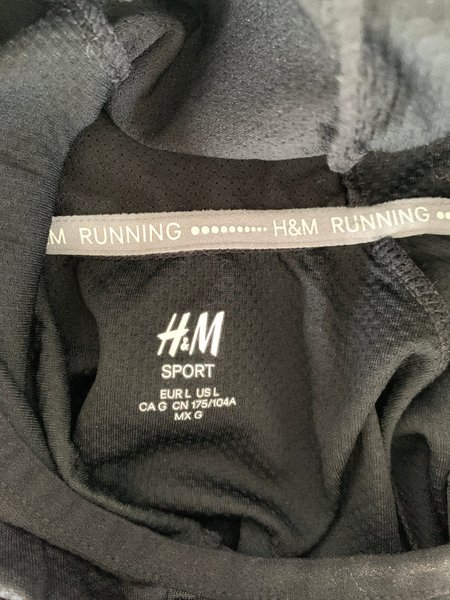 &M RUNNING ●●●●●●●●●● H&M RUNNING
H&M
SPORT
EUR L US L
CA G CN 175/104A
MX G